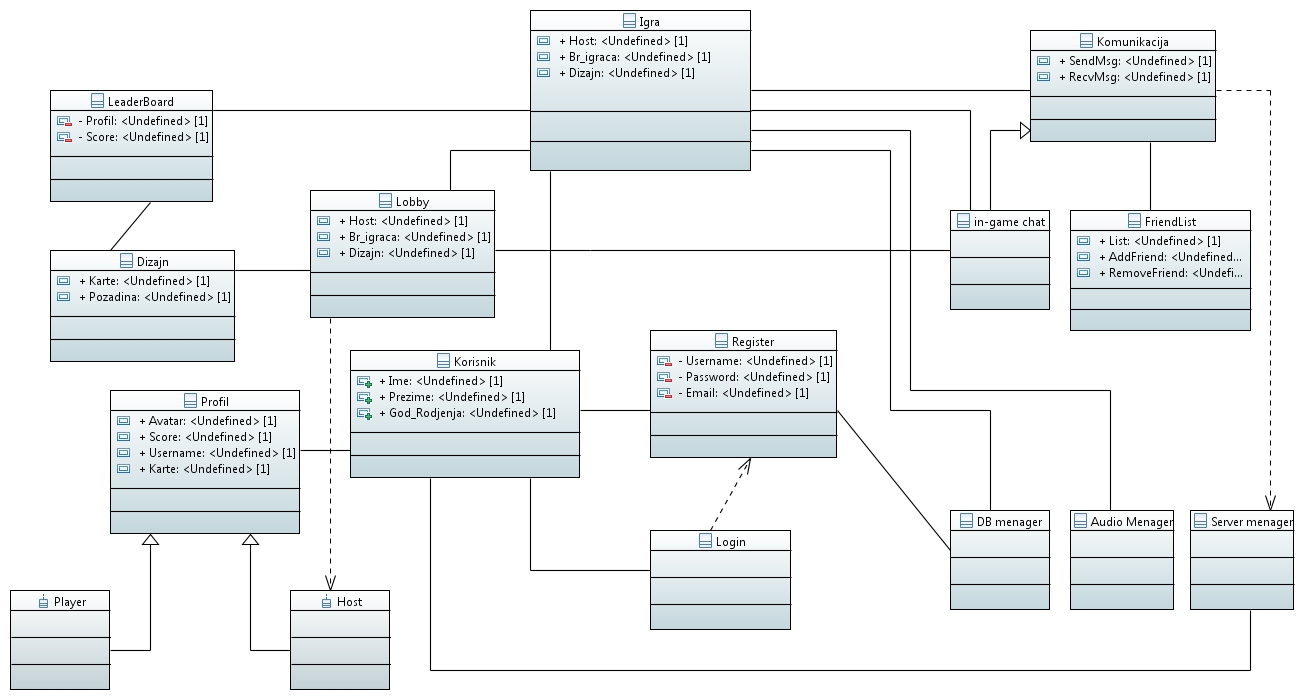 Igra
+ Host: <Undefined> [1]
+ Br_igraca: <Undefined> [1]
+ Dizajn: <Undefined> [1]
Komunikacija
+ SendMsg: <Undefined> [1]
+ RecvMsg: <Undefined> [1]
LeaderBoard
- Profil: <Undefined> [1]
- Score: <Undefined> [1]
Lobby
+ Host: <Undefined> [1]
+ Br_igraca: <Undefined> [1]
+ Dizajn: <Undefined> [1]
in-game chat
FriendList
+ List: <Undefined> [1]
+ AddFriend: <Undefined...
+ RemoveFriend: <Undefi...
Dizajn
+ Karte: <Undefined> [1]
+ Pozadina: <Undefined> [1]
Korisnik
+ Ime: <Undefined> [1]
+ Prezime: <Undefined> [1]
+ God_Rodjenja: <Undefined> [1]
Register
- Username: <Undefined> [1]
- Password: <Undefined> [1]
- Email: <Undefined> [1]
Profil
+ Avatar: <Undefined> [1]
+ Score: <Undefined> [1]
+ Username: <Undefined> [1]
+ Karte: <Undefined> [1]
DB menager
Audio Menager
Server menager
Login
Player
Host